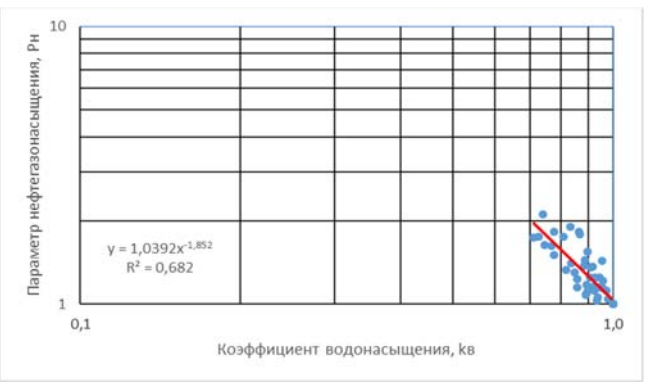 10
Параметр нефтегазонасыщения, Рн
y = 1,0392x^-1,852
R² = 0,682
1
0,1
1,0
Коэффициент водонасыщения, kв